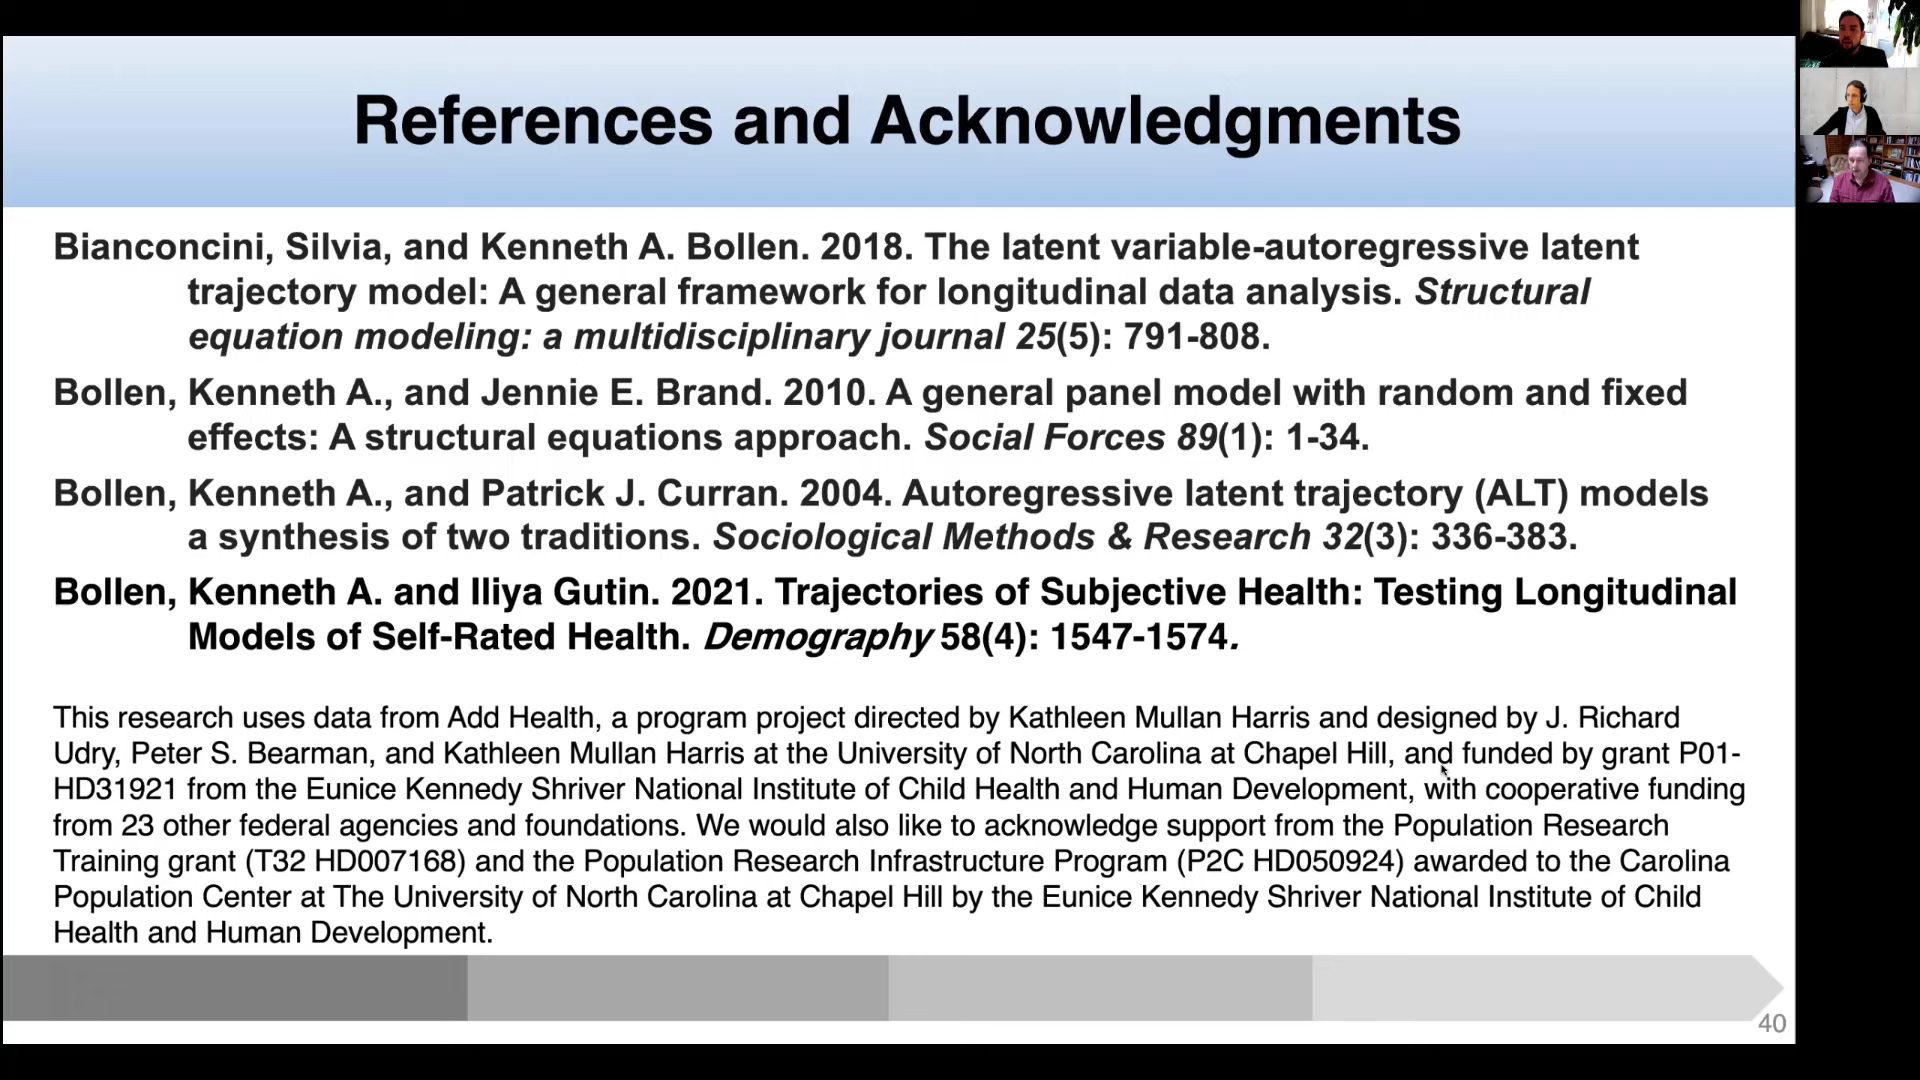 References and Acknowledgments
Bianconcini, Silvia, and Kenneth A. Bollen. 2018. The latent variable-autoregressive latent
trajectory model: A general framework for longitudinal data analysis. Structural
equation modeling: a multidisciplinary journal 25(5): 791-808.
Bollen, Kenneth A., and Jennie E. Brand. 2010. A general panel model with random and fixed
effects: A structural equations approach. Social Forces 89(1): 1-34.
Bollen, Kenneth A., and Patrick J. Curran. 2004. Autoregressive latent trajectory (ALT) models
a synthesis of two traditions. Sociological Methods & Research 32(3): 336-383.
Bollen, Kenneth A. and Iliya Gutin. 2021. Trajectories of Subjective Health: Testing Longitudinal
Models of Self-Rated Health. Demography 58(4): 1547-1574.
This research uses data from Add Health, a program project directed by Kathleen Mullan Harris and designed by J. Richard
Udry, Peter S. Bearman, and Kathleen Mullan Harris at the University of North Carolina at Chapel Hill, and funded by grant P01-
HD31921 from the Eunice Kennedy Shriver National Institute of Child Health and Human Development, with cooperative funding
from 23 other federal agencies and foundations. We would also like to acknowledge support from the Population Research
Training grant (T32 HD007168) and the Population Research Infrastructure Program (P2C HD050924) awarded to the Carolina
Population Center at The University of North Carolina at Chapel Hill by the Eunice Kennedy Shriver National Institute of Child
Health and Human Development.
40